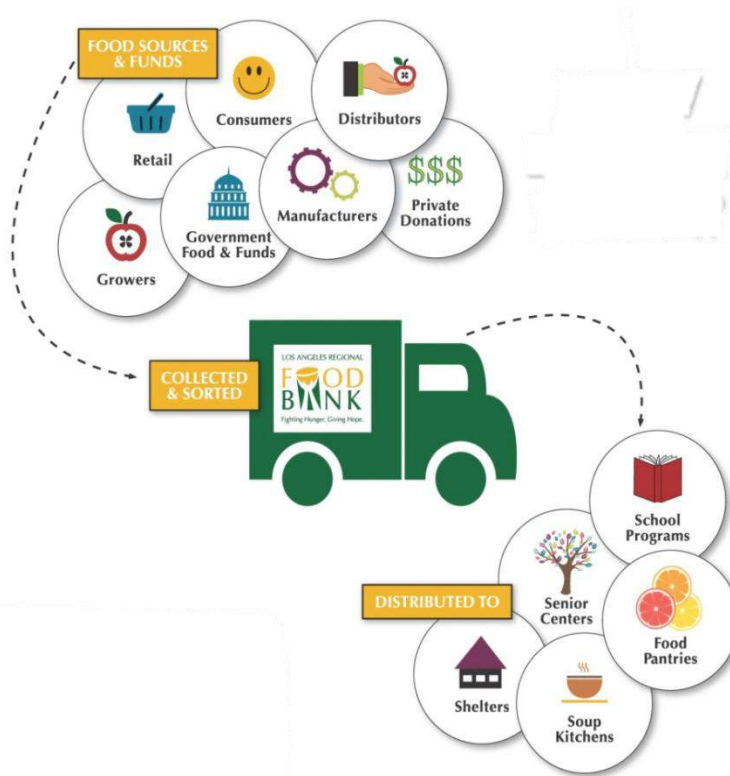 FOOD SOURCES
& FUNDS
Consumers
Distributors
Retail
Manufacturers
$$$
Private
Donations
Government
Food & Funds
Growers
COLLECTED
& SORTED
LOS ANGELES REGIONAL
FOOD
BANK
Fighting Hunger. Giving Hope.
School
Programs
DISTRIBUTED TO
Senior
Centers
Food
Pantries
Shelters
Soup
Kitchens